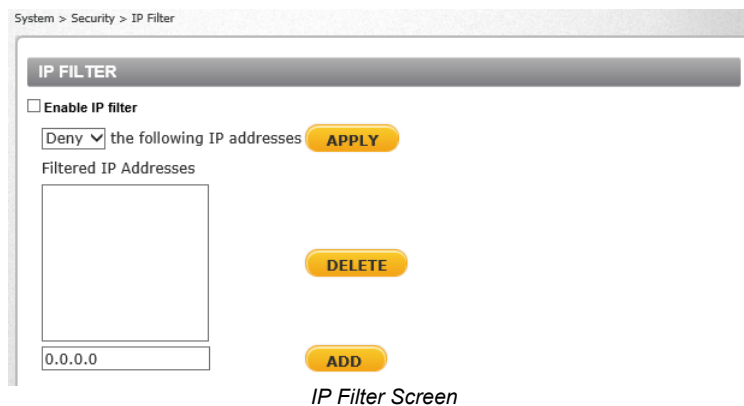 System > Security > IP Filter
IP FILTER
Enable IP filter
Deny the following IP addresses APPLY
Filtered IP Addresses
DELETE
0.0.0.0 ADD
IP Filter Screen